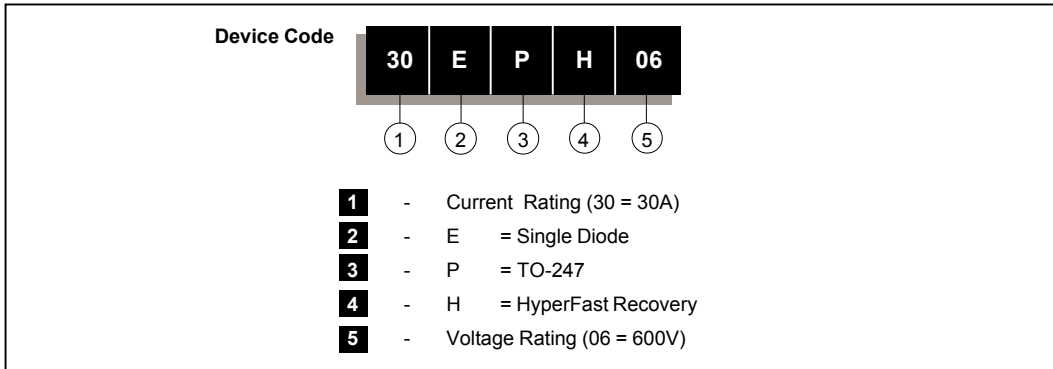 Device Code
30 E P H 06
1 2 3 4 5
1 - Current Rating (30 = 30A)
2 - E = Single Diode
3 - P = TO-247
4 - H = HyperFast Recovery
5 - Voltage Rating (06 = 600V)